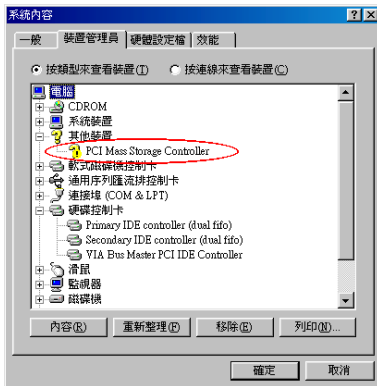 系統內容
一般
裝置管理員
硬體設定檔
效能
按類型來查看裝置(I)
按連線來查看裝置(C)
電腦
CDROM
系統裝置
其他裝置
PCI Mass Storage Controller
軟式磁碟機控制卡
通用序列匯流排控制卡
連接埠 (COM & LPT)
硬碟控制卡
Primary IDE controller (dual fifo)
Secondary IDE controller (dual fifo)
VIA Bus Master PCI IDE Controller
滑鼠
監視器
磁碟機
內容(R)
重新整理(F)
移除(E)
列印(N)...
確定
取消